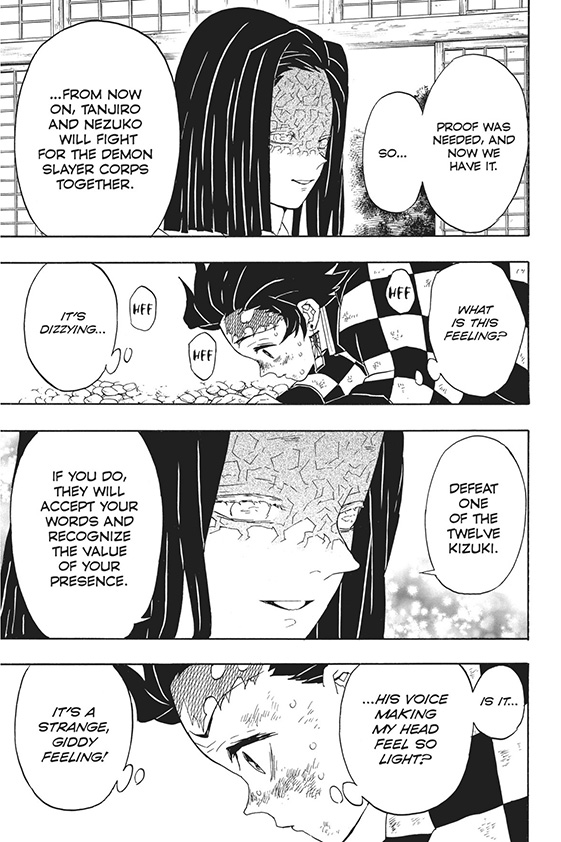 PROOF WAS
NEEDED, AND
NOW WE
HAVE IT.
SO...
...FROM NOW
ON, TANJIRO
AND NEZUKO
WILL FIGHT
FOR THE DEMON
SLAYER CORPS
TOGETHER.
WHAT
IS THIS
FEELING?
HFF
HFF
HFF
IT'S
DIZZYING...
DEFEAT
ONE
OF THE
TWELVE
KIZUKI.
IF YOU DO,
THEY WILL
ACCEPT YOUR
WORDS AND
RECOGNIZE
THE VALUE
OF YOUR
PRESENCE.
IS IT...
...HIS VOICE
MAKING
MY HEAD
FEEL SO
LIGHT?
IT'S A
STRANGE,
GIDDY
FEELING!